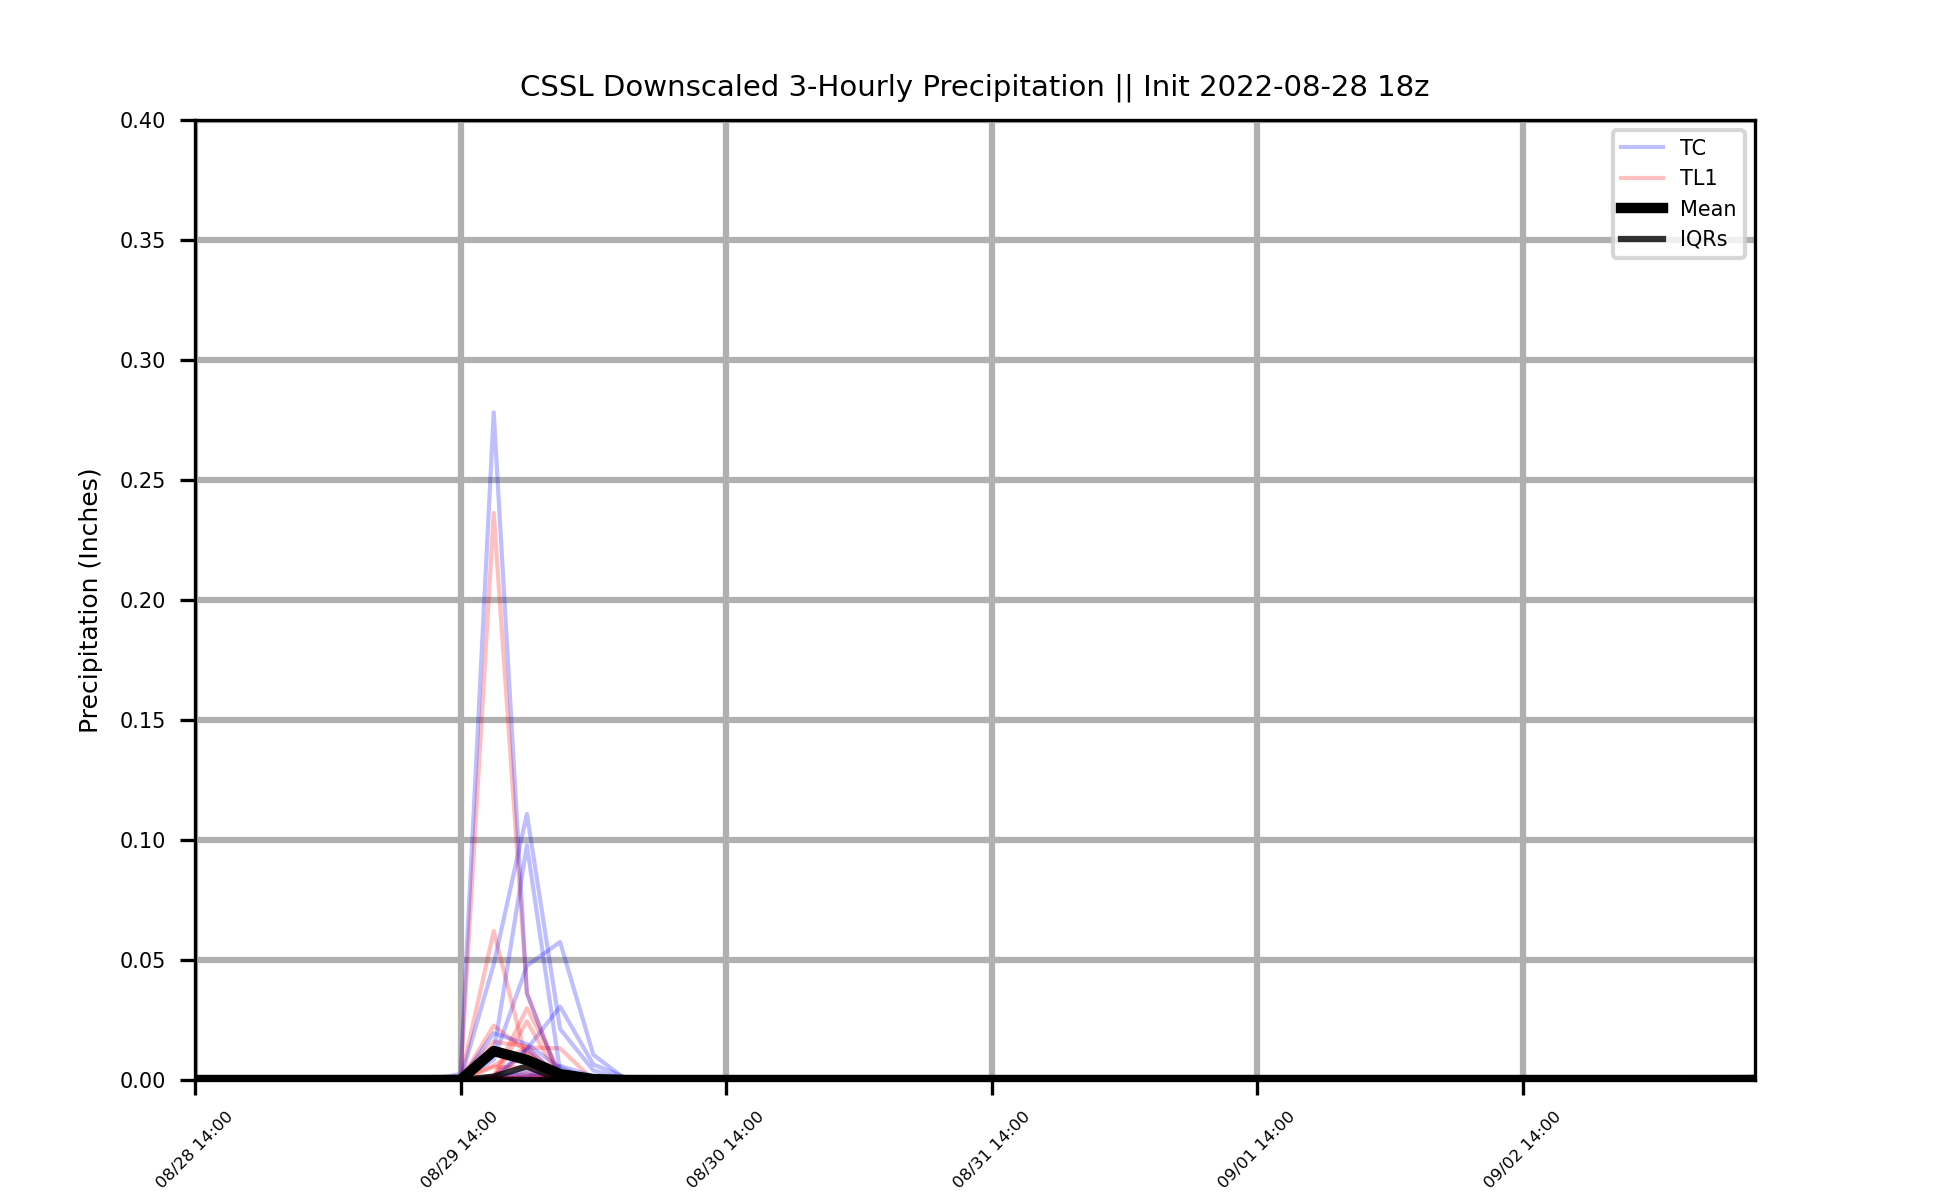 CSSL Downscaled 3-Hourly Precipitation || Init 2022-08-28 18z
TC
TL1
Mean
IQRs
Precipitation (Inches)
0.40
0.35
0.30
0.25
0.20
0.15
0.10
0.05
0.00
08/28 14:00
08/29 14:00
08/30 14:00
08/31 14:00
09/01 14:00
09/02 14:00